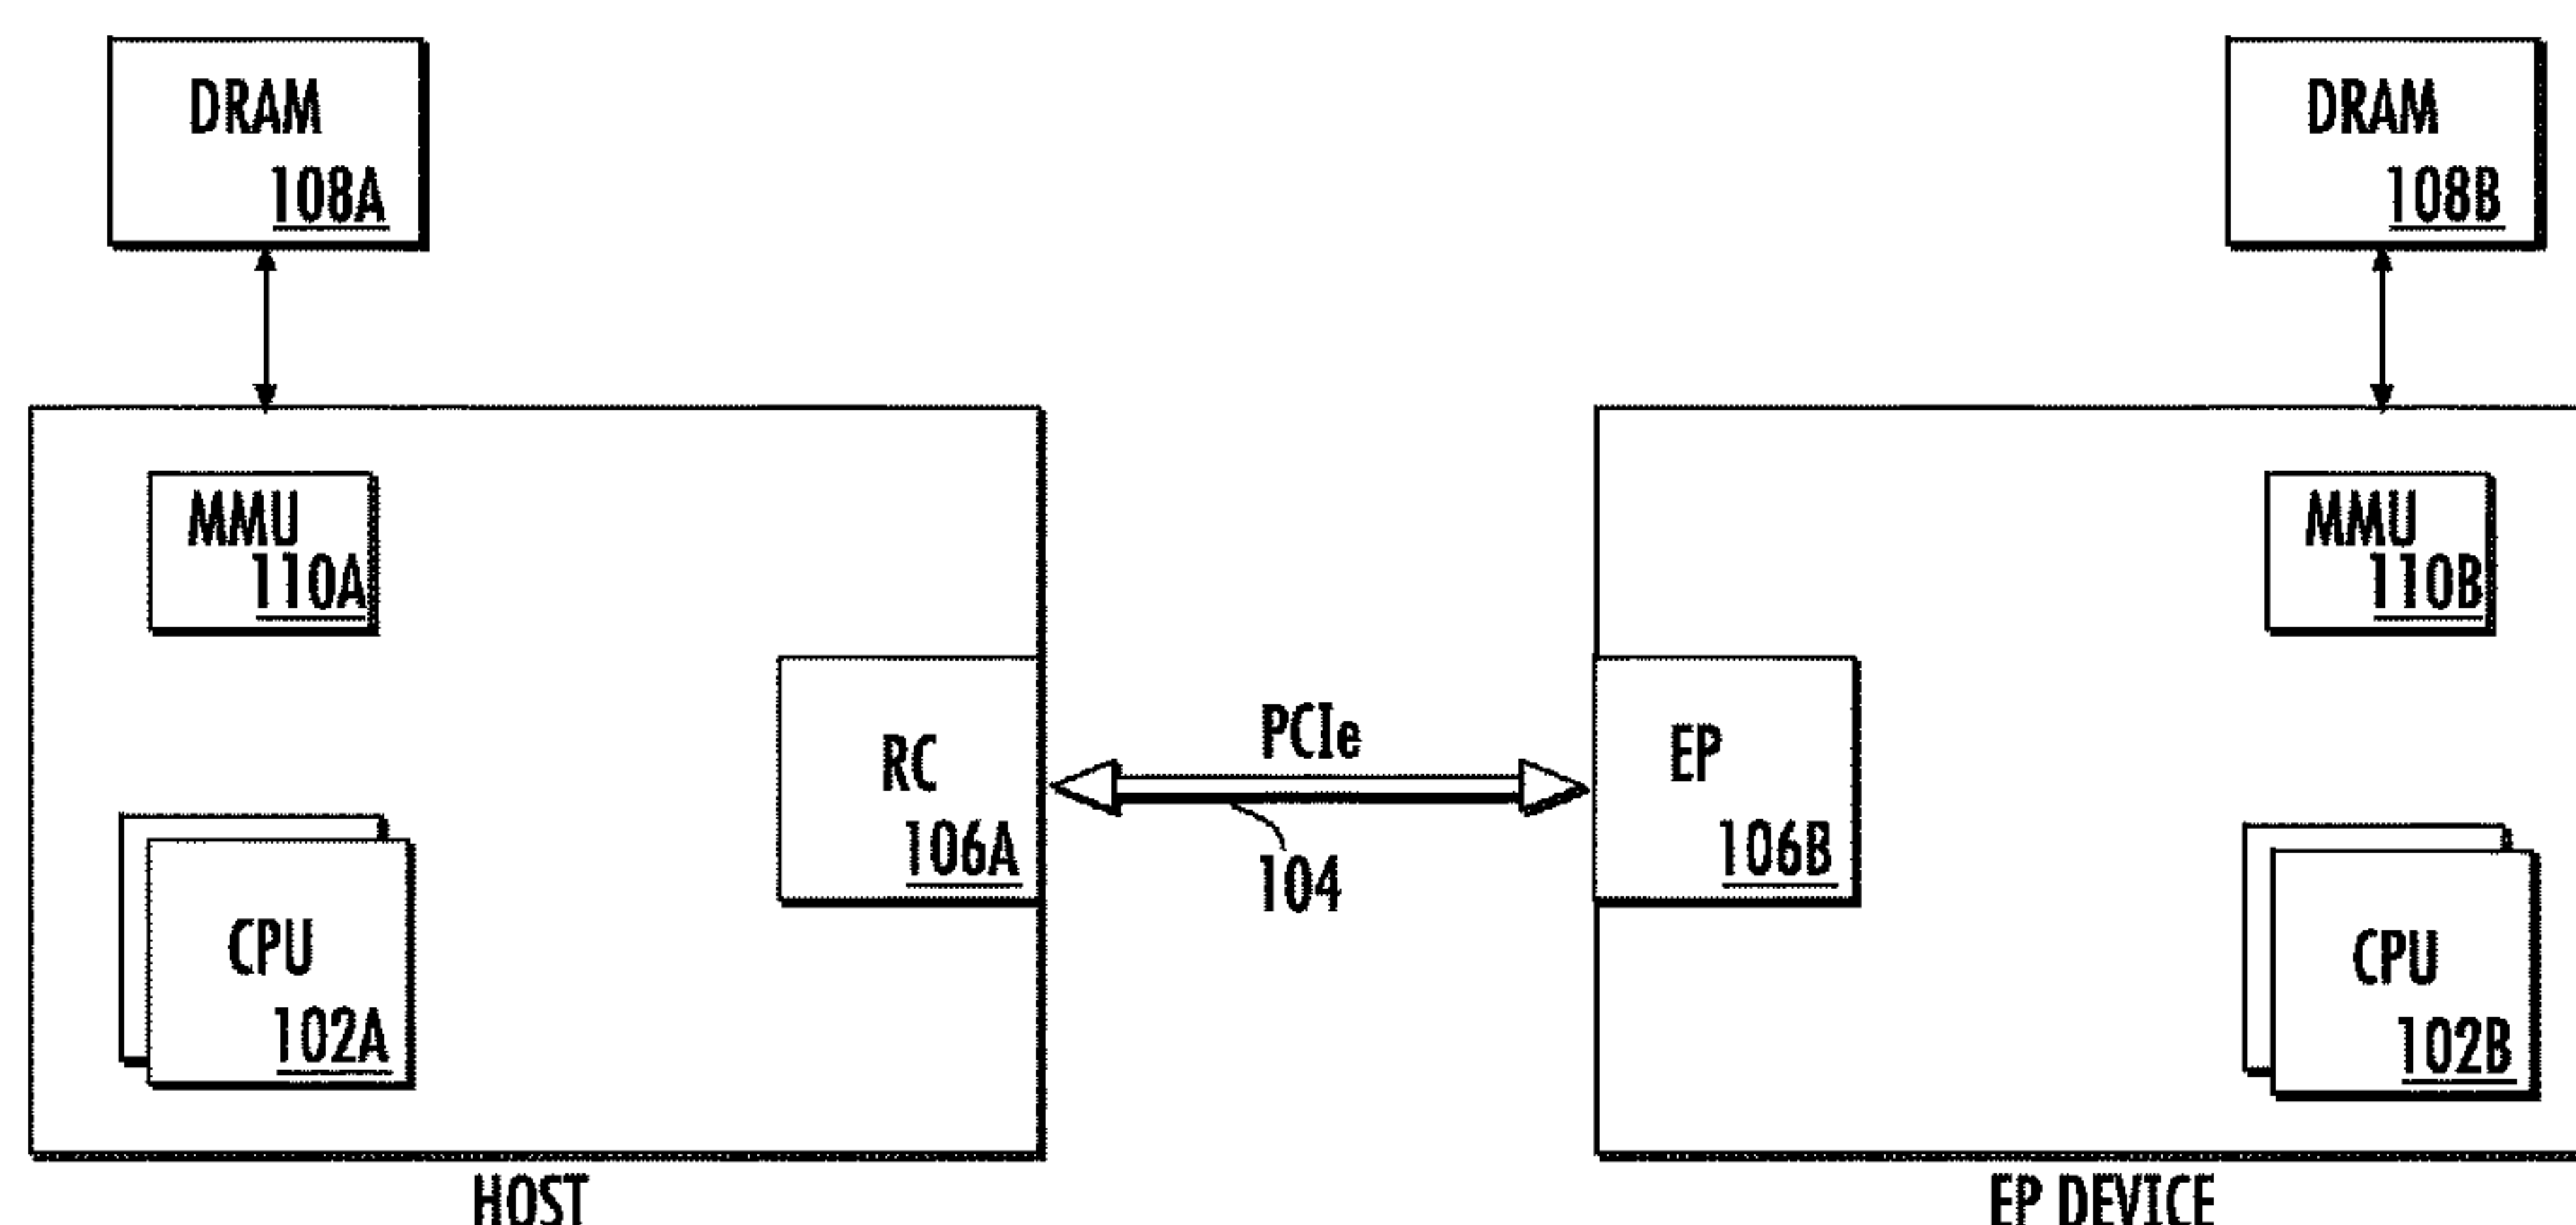 DRAM
108A
DRAM
108B
MMU
110A
MMU
110B
RC
106A
PCIe
104
EP
106B
CPU
102A
CPU
102B
HOST
EP DEVICE